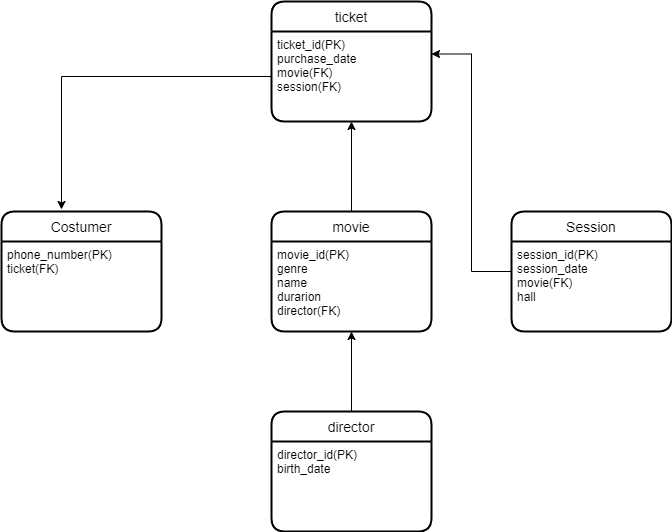 ticket
ticket_id(PK)
purchase_date
movie(FK)
session(FK)
Costumer
phone_number(PK)
ticket(FK)
movie
movie_id(PK)
genre
name
durarion
director(FK)
Session
session_id(PK)
session_date
movie(FK)
hall
director
director_id(PK)
birth_date